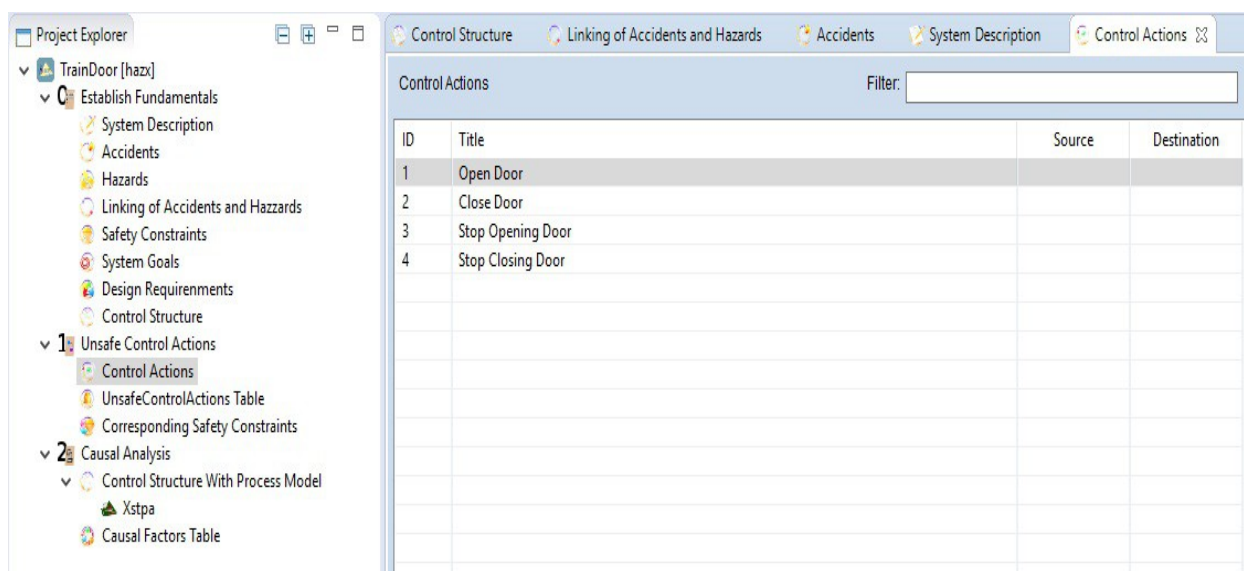 Project Explorer
TrainDoor [hazx]
0 Establish Fundamentals
System Description
Accidents
Hazards
Linking of Accidents and Hazzards
Safety Constraints
System Goals
Design Requirenments
Control Structure
1 Unsafe Control Actions
Control Actions
UnsafeControlActions Table
Corresponding Safety Constraints
2 Causal Analysis
Control Structure With Process Model
Xstpa
Causal Factors Table
Control Structure Linking of Accidents and Hazards Accidents System Description Control Actions
Control Actions Filter:
ID Title Source Destination
1 Open Door
2 Close Door
3 Stop Opening Door
4 Stop Closing Door